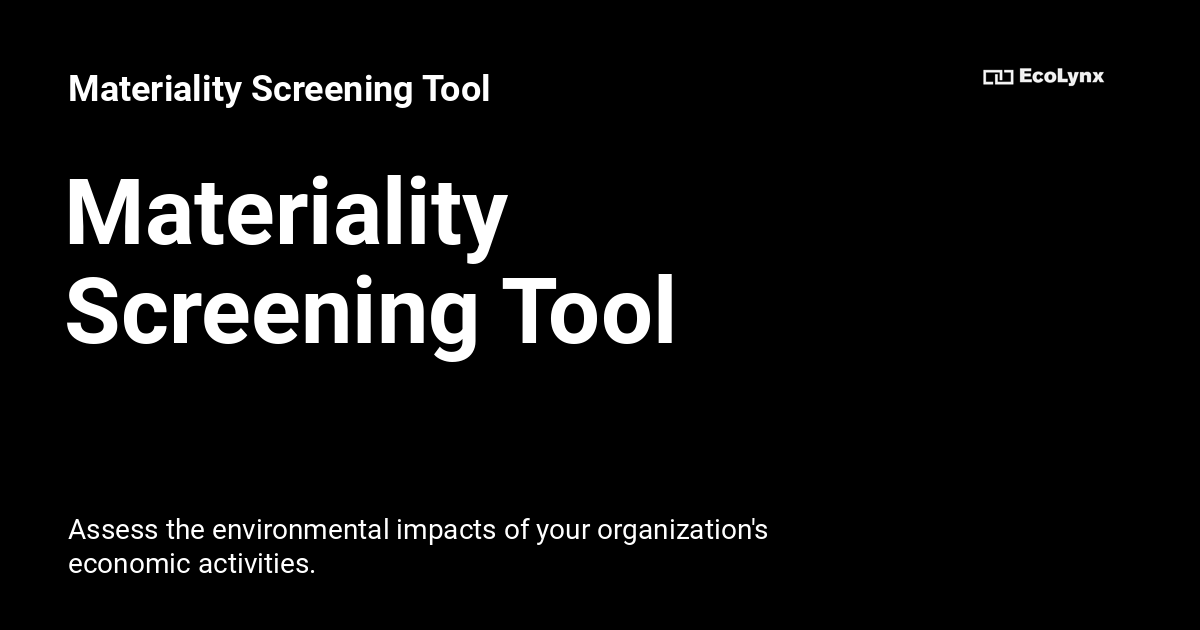 Materiality Screening Tool
EcoLynx
Materiality
Screening Tool
Assess the environmental impacts of your organization's
economic activities.